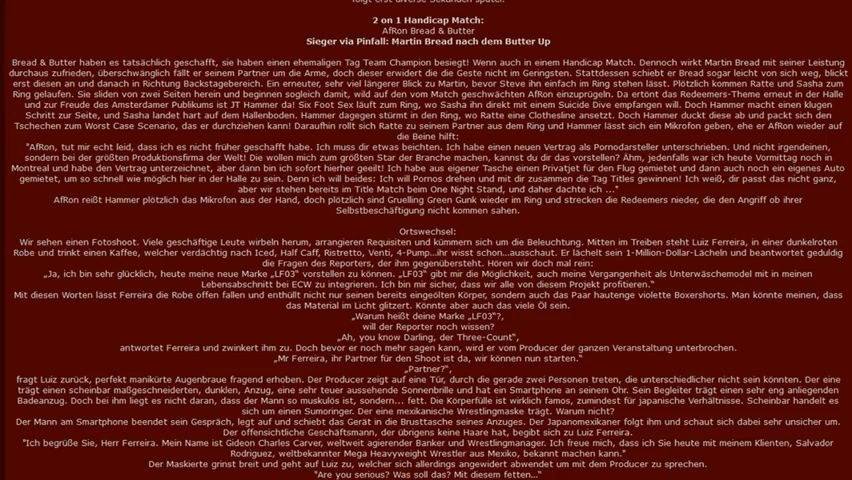 folgt erst diverse Sekunden später.
2 on 1 Handicap Match:
AfRon Bread & Butter
Sieger via Pinfall: Martin Bread nach dem Butter Up
Bread & Butter haben es tatsächlich geschafft, sie haben einen ehemaligen Tag Team Champion besiegt! Wenn auch in einem Handicap Match. Dennoch wirkt Martin Bread mit seiner Leistung
durchaus zufrieden, überschwänglich fällt er seinem Partner um die Arme, doch dieser erwidert die die Geste nicht im Geringsten. Stattdessen schiebt er Bread sogar leicht von sich weg, blickt
erst diesen an und danach in Richtung Backstagebereich. Ein erneuter, sehr viel längerer Blick zu Martin, bevor Steve ihn einfach im Ring stehen lässt. Plötzlich kommen Ratte und Sasha zum
Ring gelaufen. Sie sliden von zwei Seiten herein und beginnen sogleich damit, wild auf den vom Match geschwächten AfRon einzuprügeln. Da ertönt das Redeemers-Theme erneut in der Halle
und zur Freude des Amsterdamer Publikums ist JT Hammer da! Six Foot Sex läuft zum Ring, wo Sasha ihn direkt mit einem Suicide Dive empfangen will. Doch Hammer macht einen klugen
Schritt zur Seite, und Sasha landet hart auf dem Hallenboden. Hammer dagegen stürmt in den Ring, wo Ratte eine Clothesline ansetzt. Doch Hammer duckt diese ab und packt sich den
Tschechen zum Worst Case Scenario, das er durchziehen kann! Daraufhin rollt sich Ratte zu seinem Partner aus dem Ring und Hammer lässt sich ein Mikrofon geben, ehe er AfRon wieder auf
die Beine hilft:
"AfRon, tut mir echt leid, dass ich es nicht früher geschafft habe. Ich muss dir etwas beichten. Ich habe einen neuen Vertrag als Pornodarsteller unterschrieben. Und nicht irgendeinen,
sondern bei der größten Produktionsfirma der Welt! Die wollen mich zum größten Star der Branche machen, kannst du dir das vorstellen? Ähm, jedenfalls war ich heute Vormittag noch in
Montreal und habe den Vertrag unterzeichnet, aber dann bin ich sofort hierher geeilt! Ich habe aus eigener Tasche einen Privatjet für den Flug gemietet und dann auch noch ein eigenes Auto
gemietet, um so schnell wie möglich hier in der Halle zu sein. Denn ich will beides: Ich will Pornos drehen und mit dir zusammen die Tag Titles gewinnen! Ich weiß, dir passt das nicht ganz,
aber wir stehen bereits im Title Match beim One Night Stand, und daher dachte ich ..."
AfRon reißt Hammer plötzlich das Mikrofon aus der Hand, doch plötzlich sind Gruelling Green Gunk wieder im Ring und strecken die Redeemers nieder, die den Angriff ob ihrer
Selbstbeschäftigung nicht kommen sahen.
Ortswechsel:
Wir sehen einen Fotoshoot. Viele geschäftige Leute wirbeln herum, arrangieren Requisiten und kümmern sich um die Beleuchtung. Mitten im Treiben steht Luiz Ferreira, in einer dunkelroten
Robe und trinkt einen Kaffee, welcher verdächtig nach Iced, Half Caff, Ristretto, Venti, 4-Pump…ihr wisst schon…ausschaut. Er lächelt sein 1-Million-Dollar-Lächeln und beantwortet geduldig
die Fragen des Reporters, der ihm gegenübersteht. Hören wir doch mal rein:
„Ja, ich bin sehr glücklich, heute meine neue Marke „LF03“ vorstellen zu können. „LF03“ gibt mir die Möglichkeit, auch meine Vergangenheit als Unterwäschemodel mit in meinen
Lebensabschnitt bei ECW zu integrieren. Ich bin mir sicher, dass wir alle von diesem Projekt profitieren.“
Mit diesen Worten lässt Ferreira die Robe offen fallen und enthüllt nicht nur seinen bereits eingeölten Körper, sondern auch das Paar hautenge violette Boxershorts. Man könnte meinen, dass
das Material im Licht glitzert. Könnte aber auch das viele Öl sein.
„Warum heißt deine Marke „LF03“?,
will der Reporter noch wissen?
„Ah, you know Darling, der Three-Count“,
antwortet Ferreira und zwinkert ihm zu. Doch bevor er noch mehr sagen kann, wird er vom Producer der ganzen Veranstaltung unterbrochen.
„Mr Ferreira, ihr Partner für den Shoot ist da, wir können nun starten.“
„Partner?“,
fragt Luiz zurück, perfekt manikürte Augenbraue fragend erhoben. Der Producer zeigt auf eine Tür, durch die gerade zwei Personen treten, die unterschiedlicher nicht sein könnten. Der eine
trägt einen scheinbar maßgeschneiderten, dunklen, Anzug, eine sehr teuer aussehende Sonnenbrille und hat ein Smartphone an seinem Ohr. Sein Begleiter trägt einen sehr eng anliegenden
Badeanzug. Doch bei ihm liegt es nicht daran, dass der Mann so muskulös ist, sondern... fett. Die Körperfülle ist wirklich famos, zumindest für japanische Verhältnisse. Scheinbar handelt es
sich um einen Sumoringer. Der eine mexikanische Wrestlingmaske trägt. Warum nicht?
Der Mann am Smartphone beendet sein Gespräch, legt auf und schiebt das Gerät in die Brusttasche seines Anzuges. Der Japanomexikaner folgt ihm und schaut sich dabei sehr unsicher um.
Der offensichtliche Geschäftsmann, der übrigens keine Haare hat, begibt sich zu Luiz Ferreira.
"Ich begrüße Sie, Herr Ferreira. Mein Name ist Gideon Charles Carver, weltweit agierender Banker und Wrestlingmanager. Ich freue mich, dass ich Sie heute mit meinem Klienten, Salvador
Rodriguez, weltbekannter Mega Heavyweight Wrestler aus Mexiko, bekannt machen kann."
Der Maskierte grinst breit und geht auf Luiz zu, welcher sich allerdings angewidert abwendet um mit dem Producer zu sprechen.
"Are you serious? Was soll das? Mit diesem fetten…"